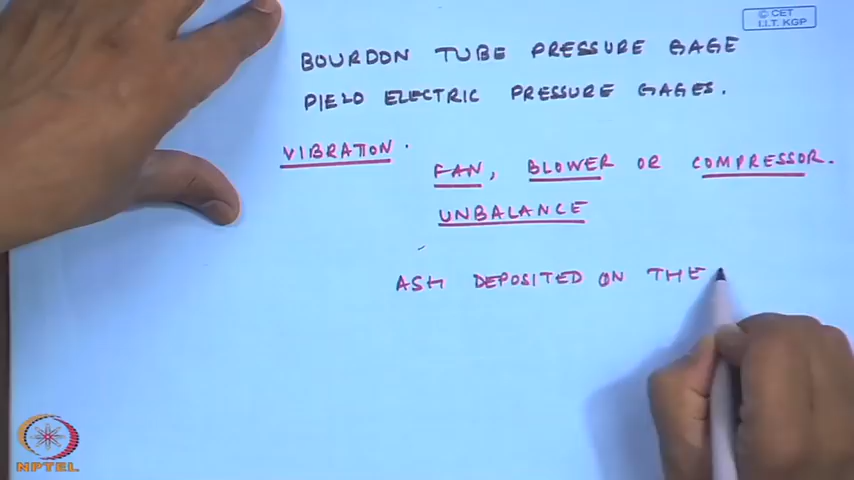 © CET
I.I.T. KGP
BOURDON TUBE PRESSURE GAGE
PIEZO ELECTRIC PRESSURE GAGES.
VIBRATION.
FAN, BLOWER OR COMPRESSOR.
UNBALANCE
ASH DEPOSITED ON THE
NPTEL